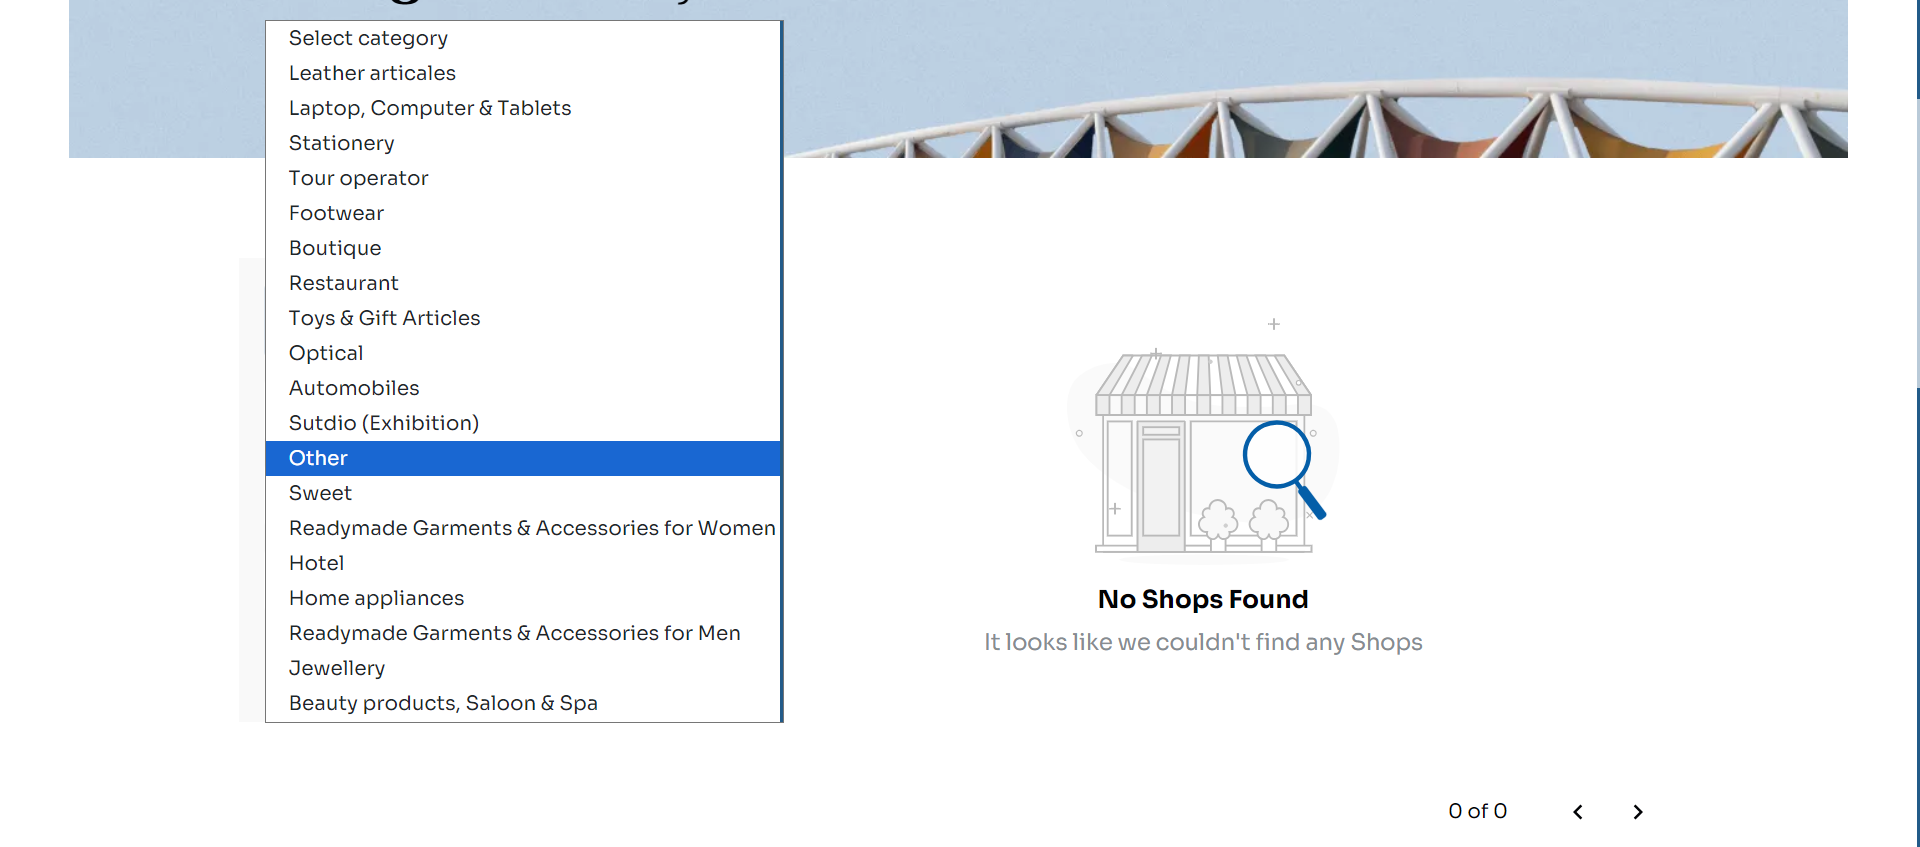 Select category
Leather articales
Laptop, Computer & Tablets
Stationery
Tour operator
Footwear
Boutique
Restaurant
Toys & Gift Articles
Optical
Automobiles
Sutdio (Exhibition)
Other
Sweet
Readymade Garments & Accessories for Women
Hotel
Home appliances
Readymade Garments & Accessories for Men
Jewellery
Beauty products, Saloon & Spa
No Shops Found
It looks like we couldn't find any Shops
0 of 0